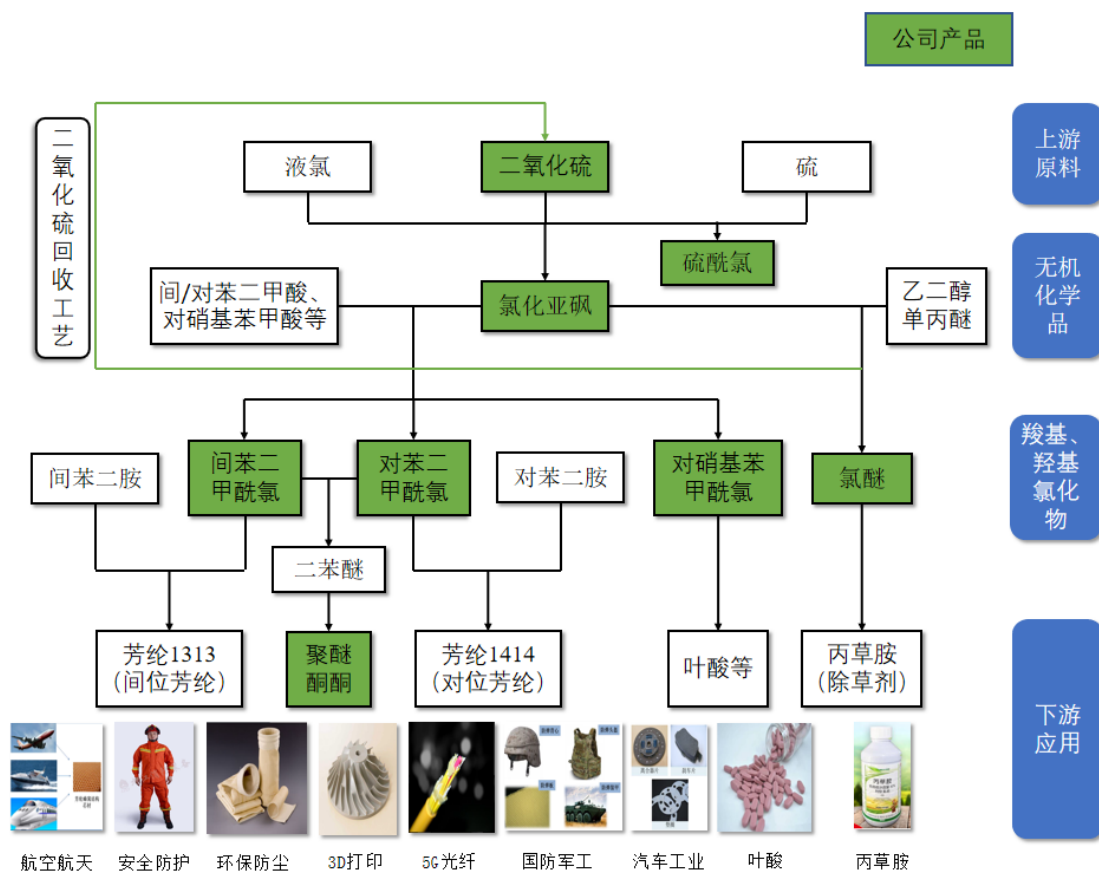 公司产品
二氧化硫回收工艺
液氯
二氧化硫
硫
上游
原料
硫酰氯
间/对苯二甲酸、
对硝基苯甲酸等
氯化亚砜
乙二醇
单丙醚
无机
化学
品
间苯二胺
间苯二
甲酰氯
对苯二
甲酰氯
对苯二胺
对硝基苯
甲酰氯
氯醚
羧基、
羟基
氯化
物
二苯醚
芳纶1313
(间位芳纶)
聚醚
酮酮
芳纶1414
(对位芳纶)
叶酸等
丙草胺
(除草剂)
下游
应用
丙草胺
航空航天
安全防护
环保防尘
3D打印
5G光纤
国防军工
汽车工业
叶酸
丙草胺